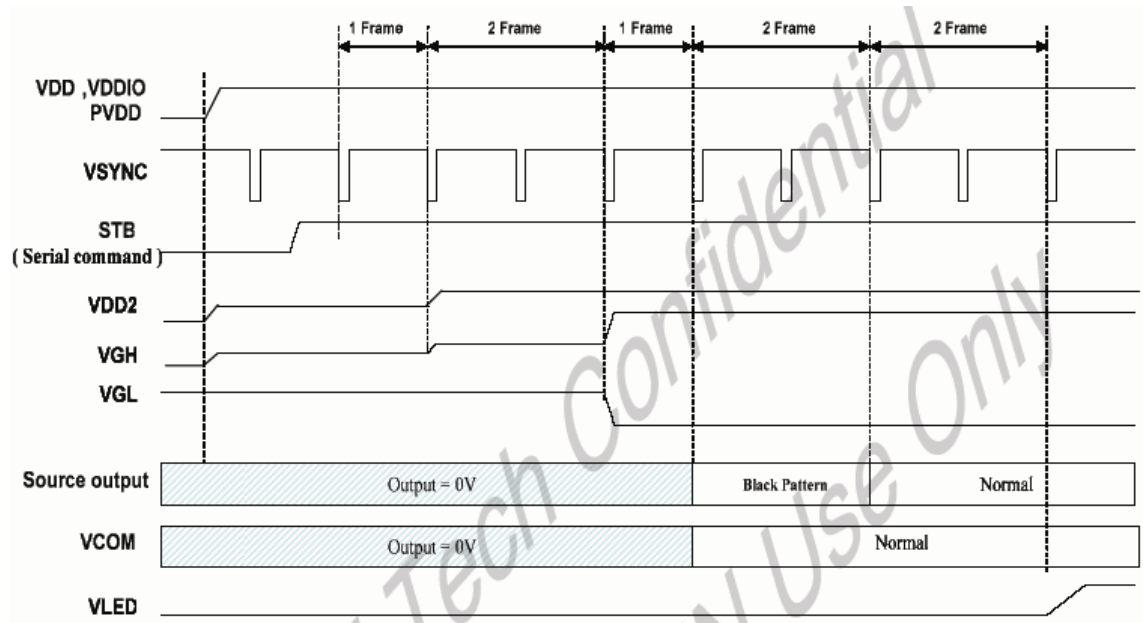 1 Frame 2 Frame 1 Frame 2 Frame 2 Frame
VDD ,VDDIO
PVDD
VSYNC
STB
( Serial command )
VDD2
VGH
VGL
Source output Output = 0V Black Pattern Normal
VCOM Output = 0V Normal
VLED
Tech Confidential
Use Only